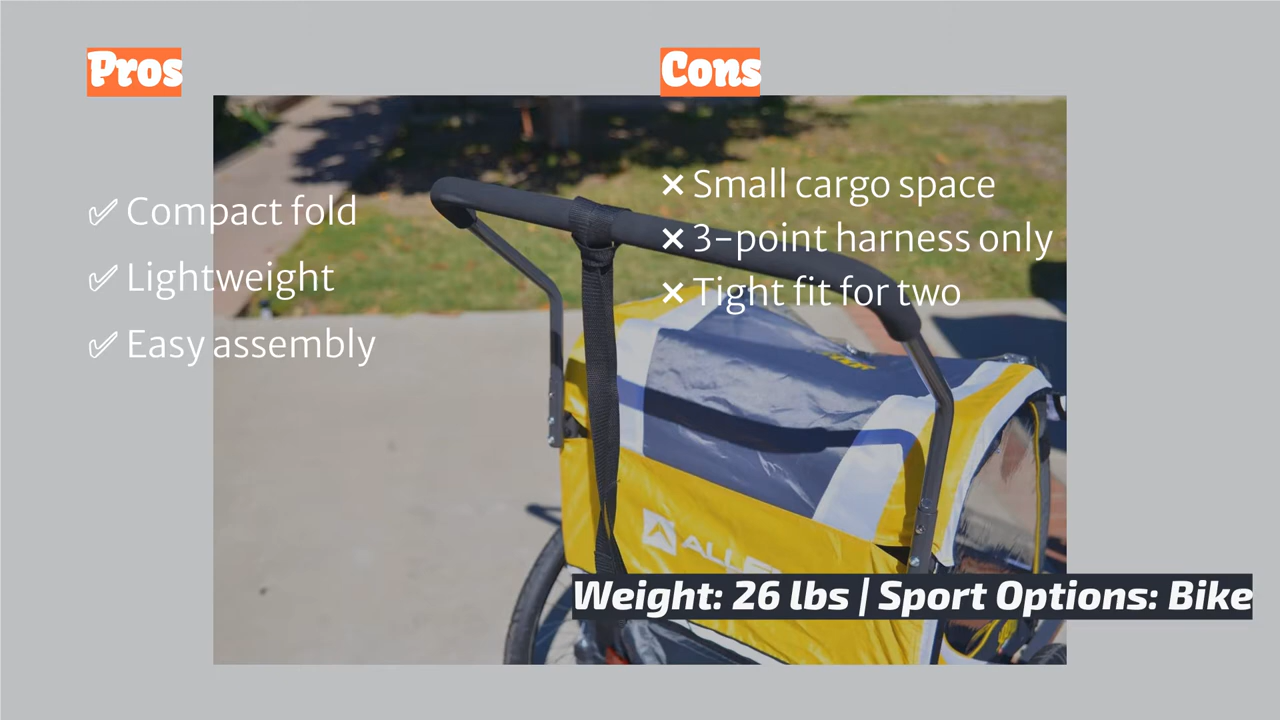 Pros
✅ Compact fold
✅ Lightweight
✅ Easy assembly
Cons
❌ Small cargo space
❌ 3-point harness only
❌ Tight fit for two
Weight: 26 lbs | Sport Options: Bike